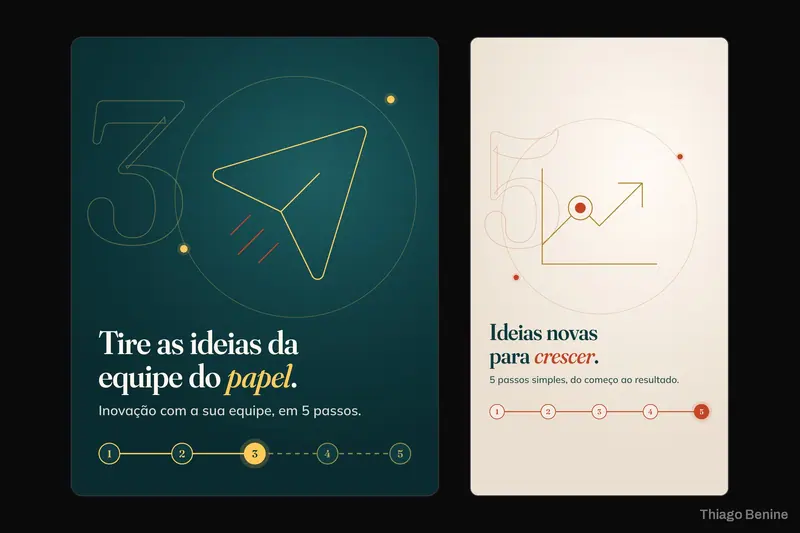 3
Tire as ideias da
equipe do papel.
Inovação com a sua equipe, em 5 passos.
1 2 3 4 5
5
Ideias novas
para crescer.
5 passos simples, do começo ao resultado.
1 2 3 4 5
Thiago Benine